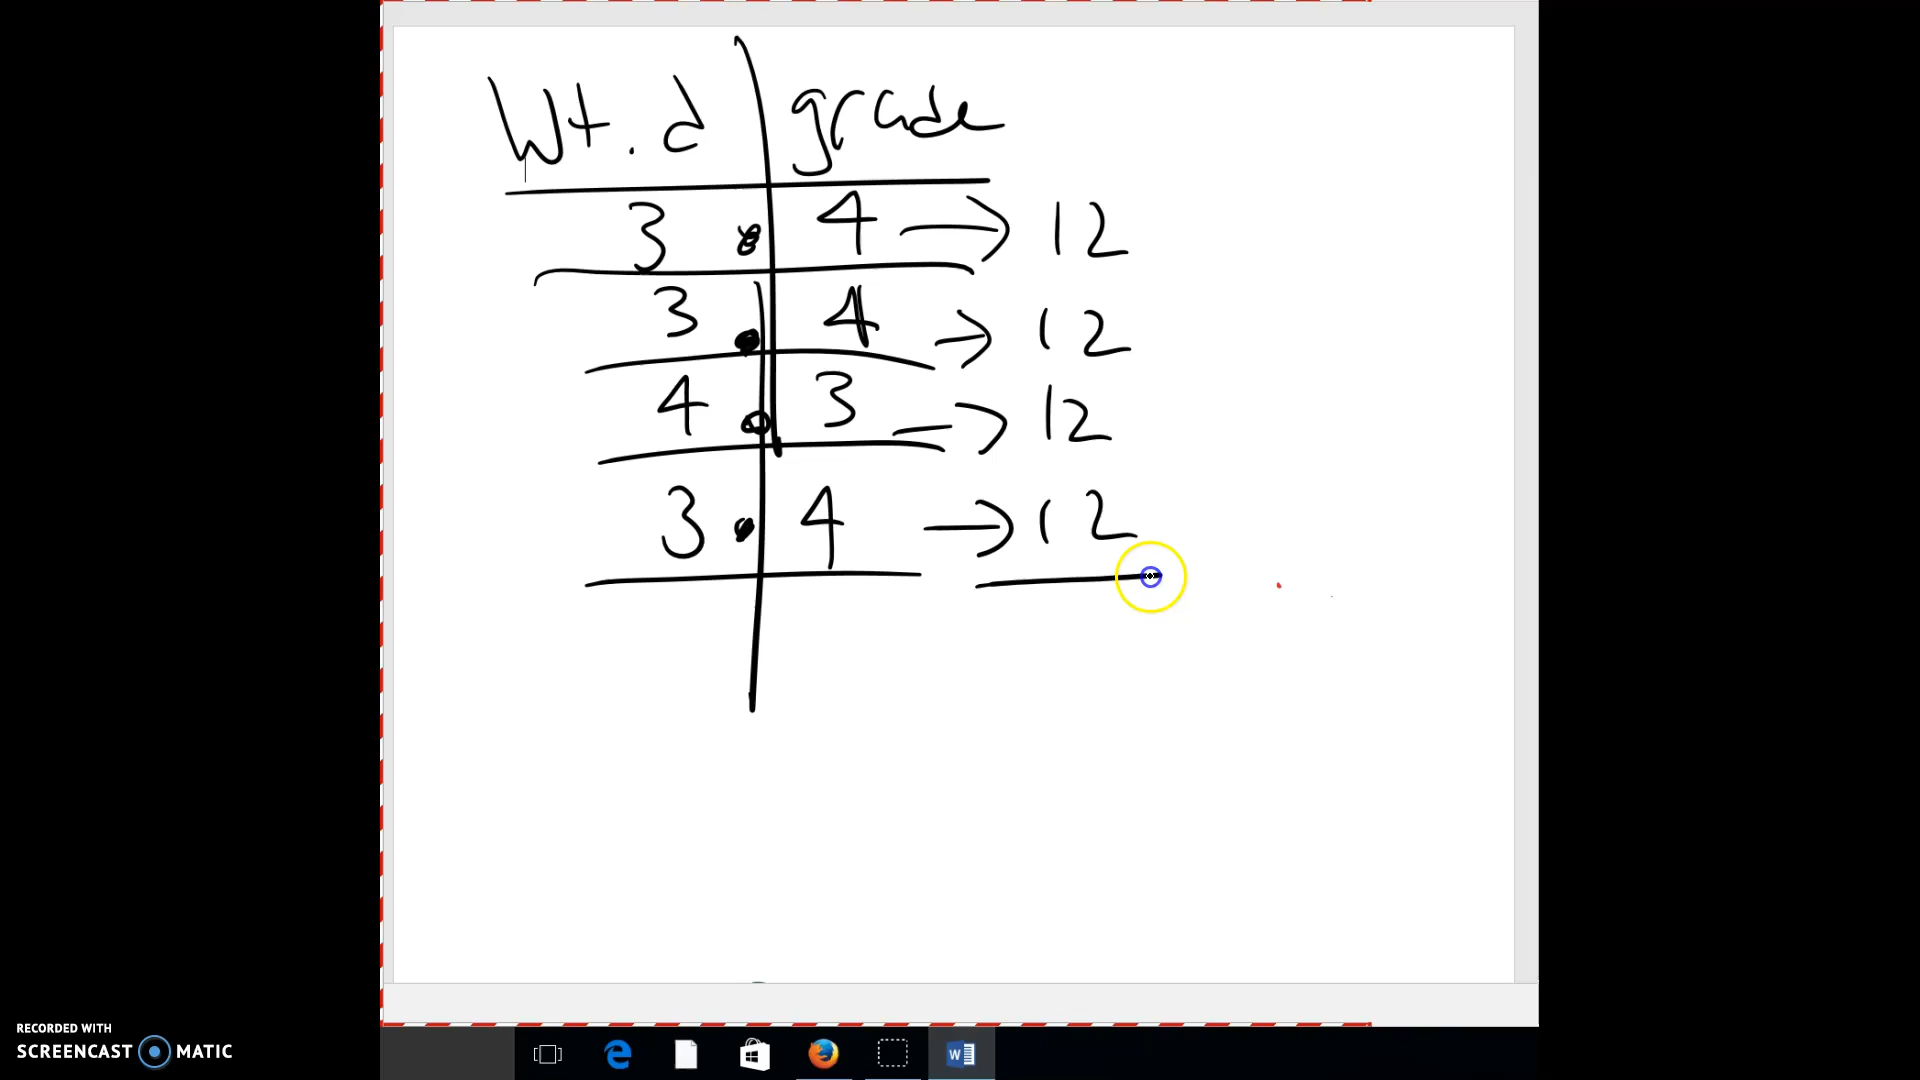 Wt.d grade
3 • 4 → 12
3 • 4 → 12
4 • 3 → 12
3 • 4 → 12
RECORDED WITH
SCREENCAST MATIC